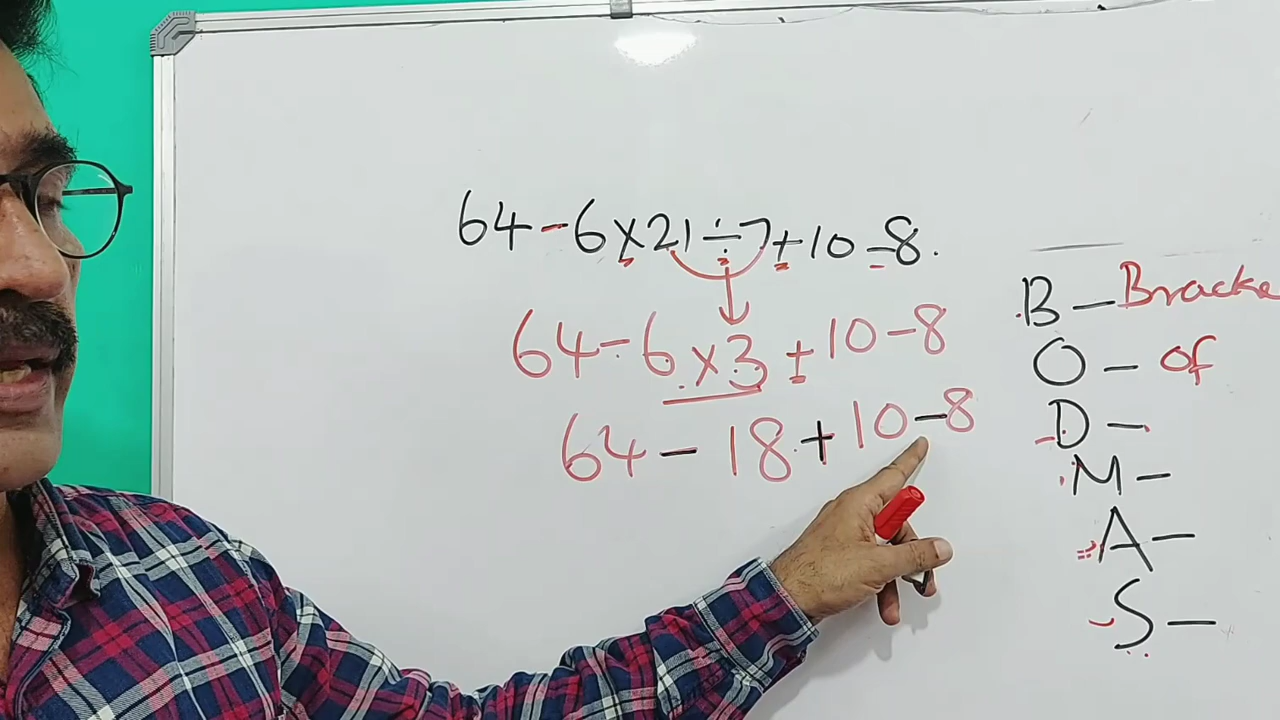 64-6×21÷7+10-8.
64-6×3+10-8
64-18+10-8
B-Bracke
O-of
D-
M-
A-
S-